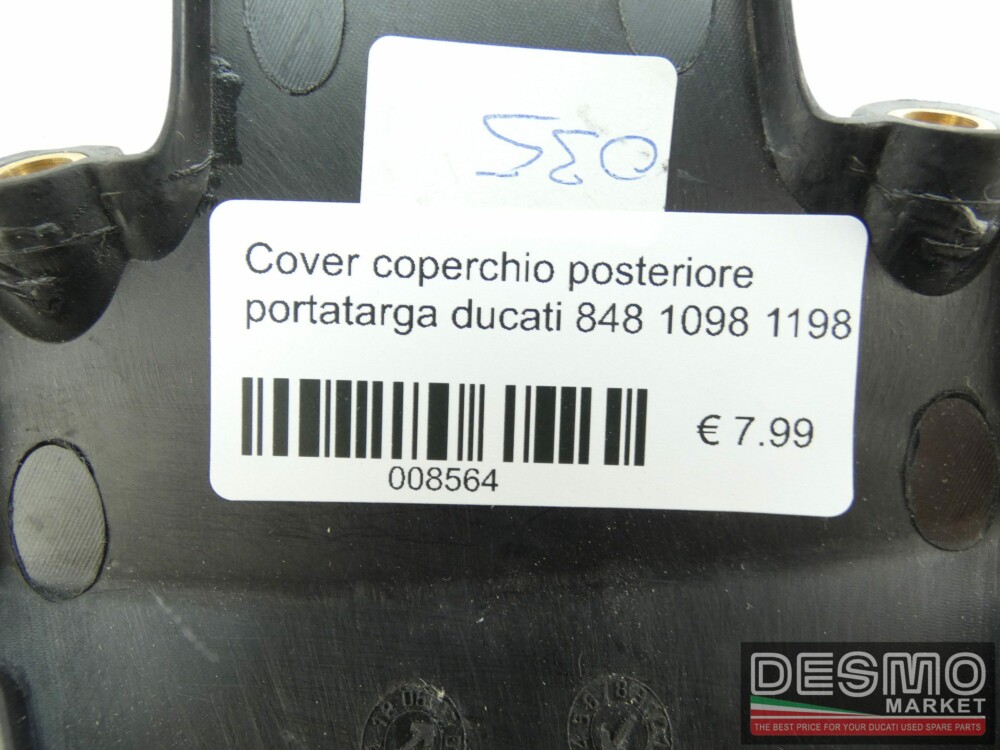 Cover coperchio posteriore
portatarga ducati 848 1098 1198
€ 7.99
008564
DESMO
MARKET
THE BEST PRICE FOR YOUR DUCATI USED SPARE PARTS